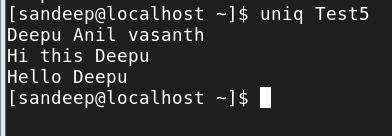 [sandeep@localhost ~]$ uniq Test5
Deepu Anil vasanth
Hi this Deepu
Hello Deepu
[sandeep@localhost ~]$